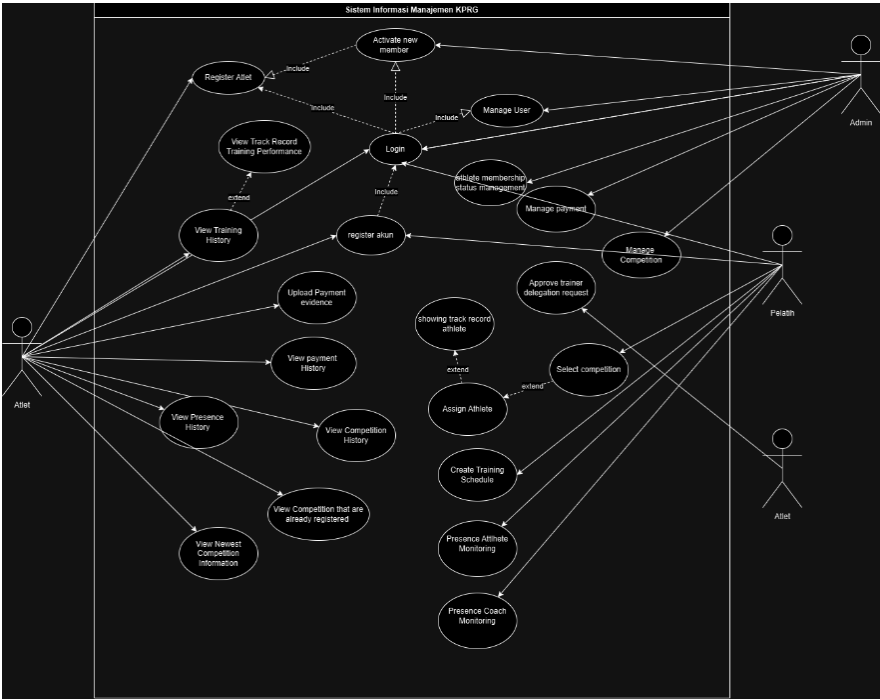 Sistem Informasi Manajemen KPRG
Activate new
member
Register Atlet
Include
Include
Include
Manage User
Include
Admin
View Track Record
Training Performance
Login
athlete membership
status management
Include
extend
Manage payment
View Training
History
register akun
Manage
Competition
Approve trainer
delegation request
Upload Payment
evidence
Pelatih
showing track record
athlete
View payment
History
extend
Select competition
extend
Atlet
Assign Athlete
View Presence
History
View Competition
History
Create Training
Schedule
View Competition that are
already registered
Atlet
Presence Attlhete
Monitoring
View Newest
Competition
Information
Presence Coach
Monitoring